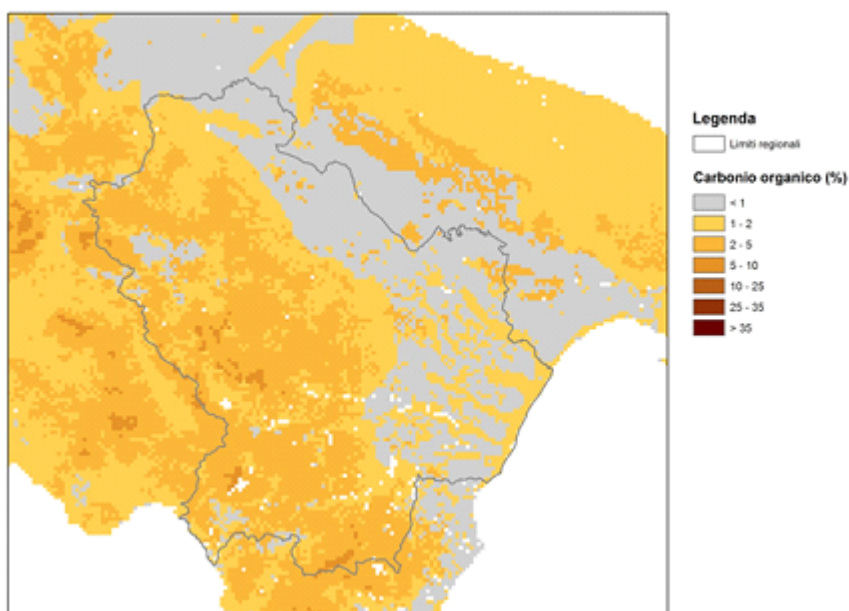 Legenda
Limiti regionali
Carbonio organico (%)
< 1
1 - 2
2 - 5
5 - 10
10 - 25
25 - 35
> 35